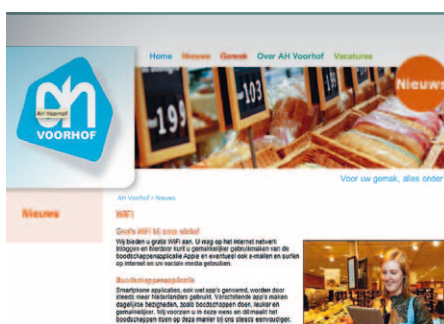 Home Nieuws Gemak Over AH Voorhof Vacatures
Nieuws
-199
-103
-199
AH Voorhof
VOORHOF
Voor uw gemak, alles onder
AH Voorhof > Nieuws
Nieuws
WiFi
Gratis WiFi bij onze winkel
Wij bieden u gratis WiFi aan. U mag op het internet netwerk
inloggen en hierdoor kunt u gemakkelijker gebruikmaken van de
boodschappenapplicatie Appie en eventueel ook e-mailen en surfen
op internet en uw sociale media gebruiken.
Boodschappenapplicatie
Smartphone applicaties, ook wel app's genoemd, worden door
steeds meer Nederlanders gebruikt. Verschillende app's maken
dagelijkse bezigheden, zoals boodschappen doen, leuker en
gemakkelijker. Wij voorzien u in deze wens en dit maakt het
boodschappen doen op deze manier bij ons steeds eenvoudiger.